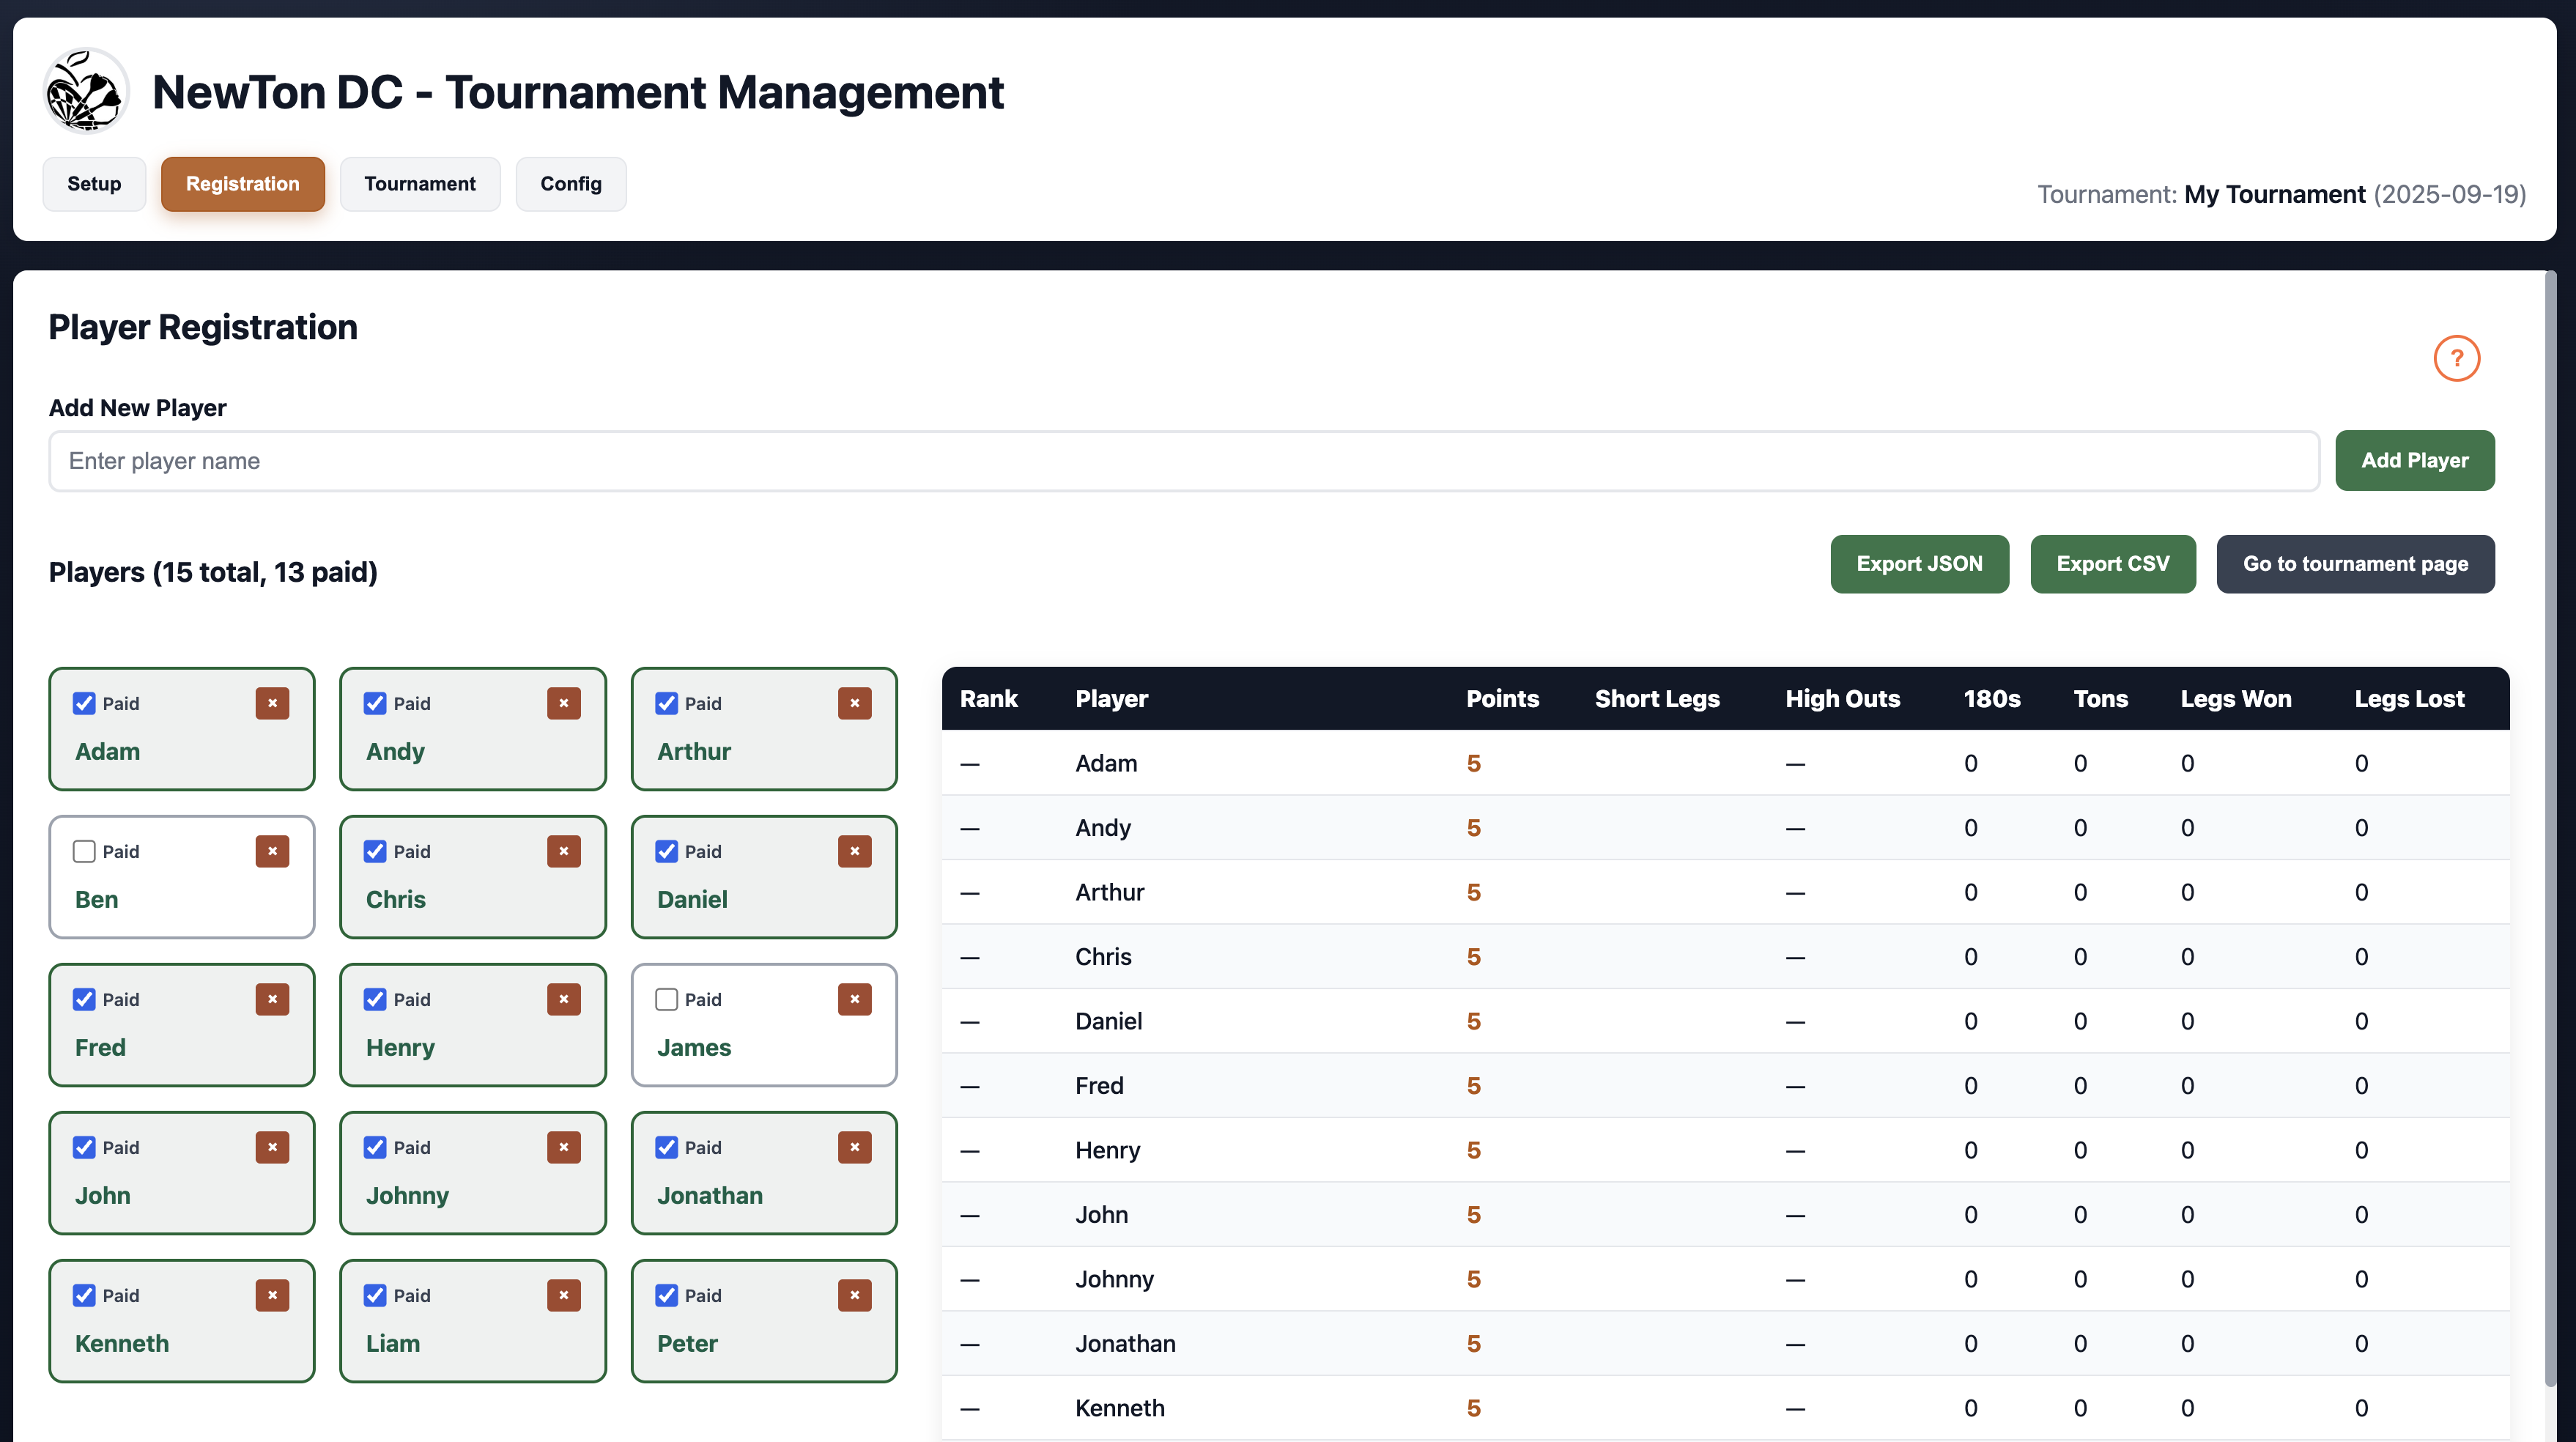 NewTon DC - Tournament Management
Setup Registration Tournament Config
Tournament: My Tournament (2025-09-19)
Player Registration
?
Add New Player
Enter player name
Add Player
Players (15 total, 13 paid)
Export JSON Export CSV Go to tournament page
Paid ×
Adam
Paid ×
Andy
Paid ×
Arthur
Paid ×
Ben
Paid ×
Chris
Paid ×
Daniel
Paid ×
Fred
Paid ×
Henry
Paid ×
James
Paid ×
John
Paid ×
Johnny
Paid ×
Jonathan
Paid ×
Kenneth
Paid ×
Liam
Paid ×
Peter
Rank Player Points Short Legs High Outs 180s Tons Legs Won Legs Lost
— Adam 5 — 0 0 0 0
— Andy 5 — 0 0 0 0
— Arthur 5 — 0 0 0 0
— Chris 5 — 0 0 0 0
— Daniel 5 — 0 0 0 0
— Fred 5 — 0 0 0 0
— Henry 5 — 0 0 0 0
— John 5 — 0 0 0 0
— Johnny 5 — 0 0 0 0
— Jonathan 5 — 0 0 0 0
— Kenneth 5 — 0 0 0 0